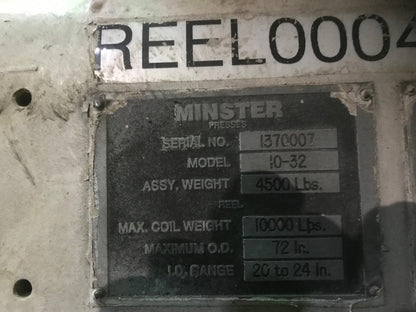 REEL0004
MINSTER
PRESSES
SERIAL NO. 1370007
MODEL 10-32
ASSY. WEIGHT 4500 Lbs.
REEL
MAX. COIL WEIGHT 10000 Lbs.
MAXIMUM O.D. 72 In.
I.D. RANGE 20 to 24 In.